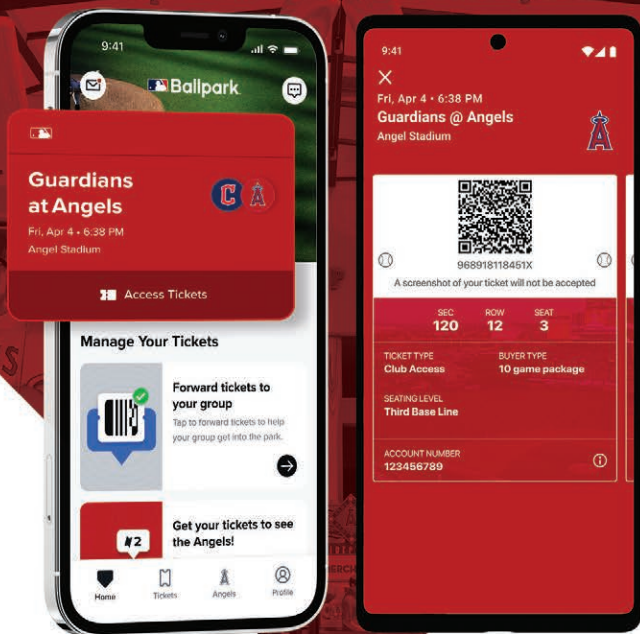 9:41
Ballpark
Guardians
at Angels
Fri, Apr 4 • 6:38 PM
Angel Stadium
Access Tickets
Manage Your Tickets
Forward tickets to
your group
Tap to forward tickets to help
your group get into the park.
Get your tickets to see
the Angels!
2
Home
Tickets
Angels
Profile
9:41
Fri, Apr 4 • 6:38 PM
Guardians @ Angels
Angel Stadium
968918118451X
A screenshot of your ticket will not be accepted
SEC
ROW
SEAT
120
12
3
TICKET TYPE
BUYER TYPE
Club Access
10 game package
SEATING LEVEL
Third Base Line
ACCOUNT NUMBER
123456789